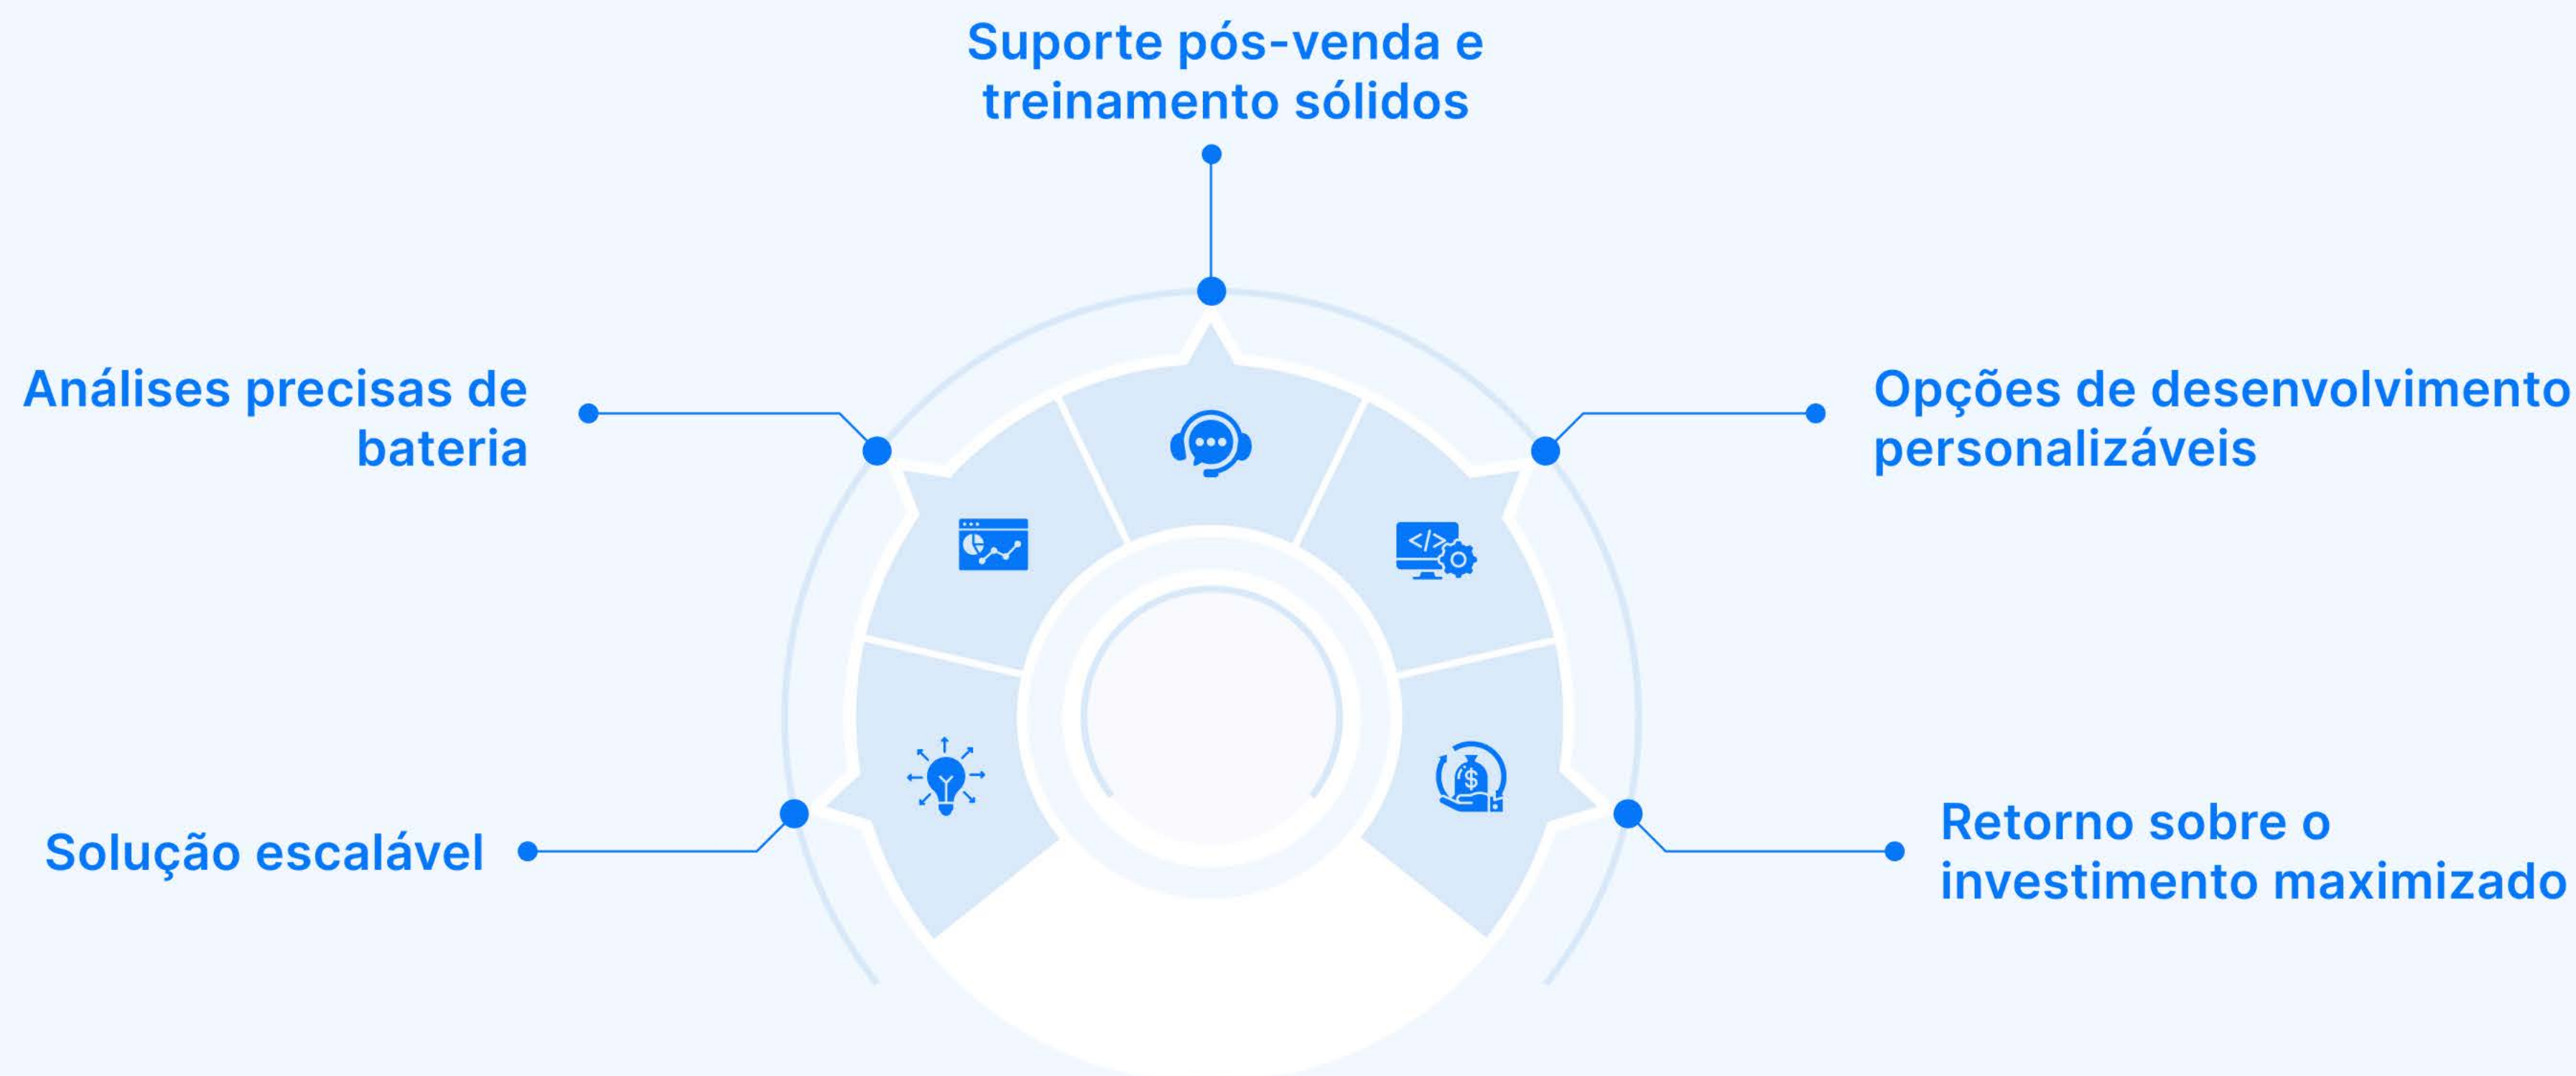 Suporte pós-venda e
treinamento sólidos
Análises precisas de
bateria
Opções de desenvolvimento
personalizáveis
Solução escalável
Retorno sobre o
investimento maximizado